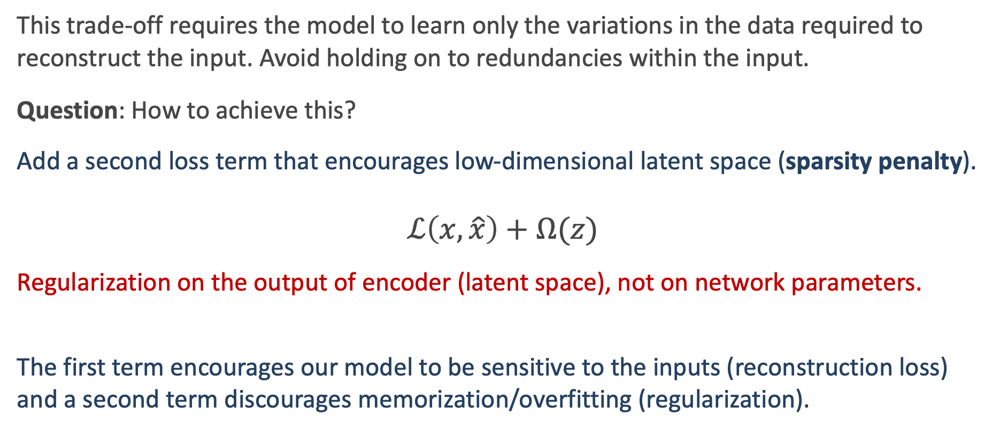 This trade-off requires the model to learn only the variations in the data required to
reconstruct the input. Avoid holding on to redundancies within the input.
Question: How to achieve this?
Add a second loss term that encourages low-dimensional latent space (sparsity penalty).
ℒ(x, x̂) + Ω(z)
Regularization on the output of encoder (latent space), not on network parameters.
The first term encourages our model to be sensitive to the inputs (reconstruction loss)
and a second term discourages memorization/overfitting (regularization).